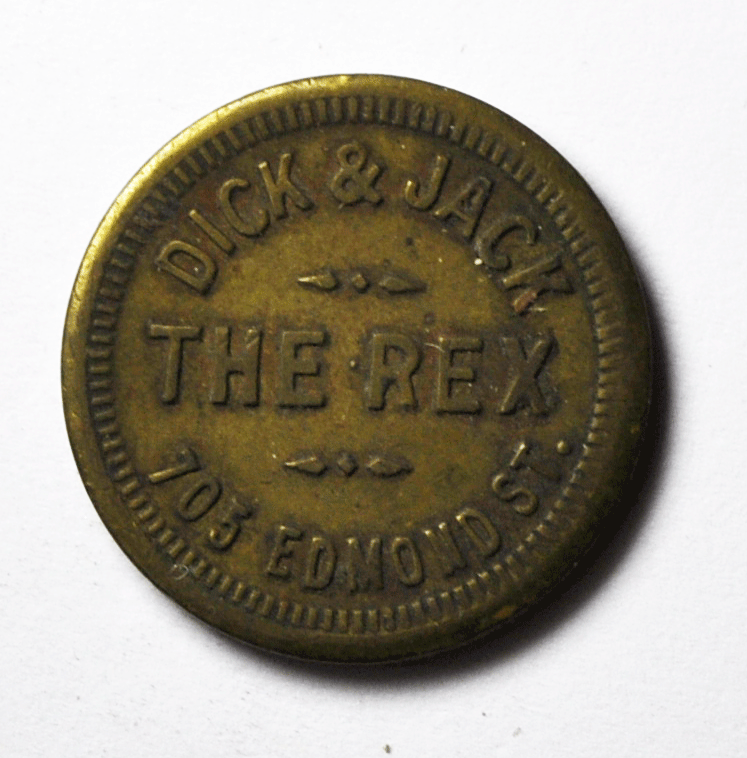 DICK & JACK
THE REX
705 EDMOND ST.